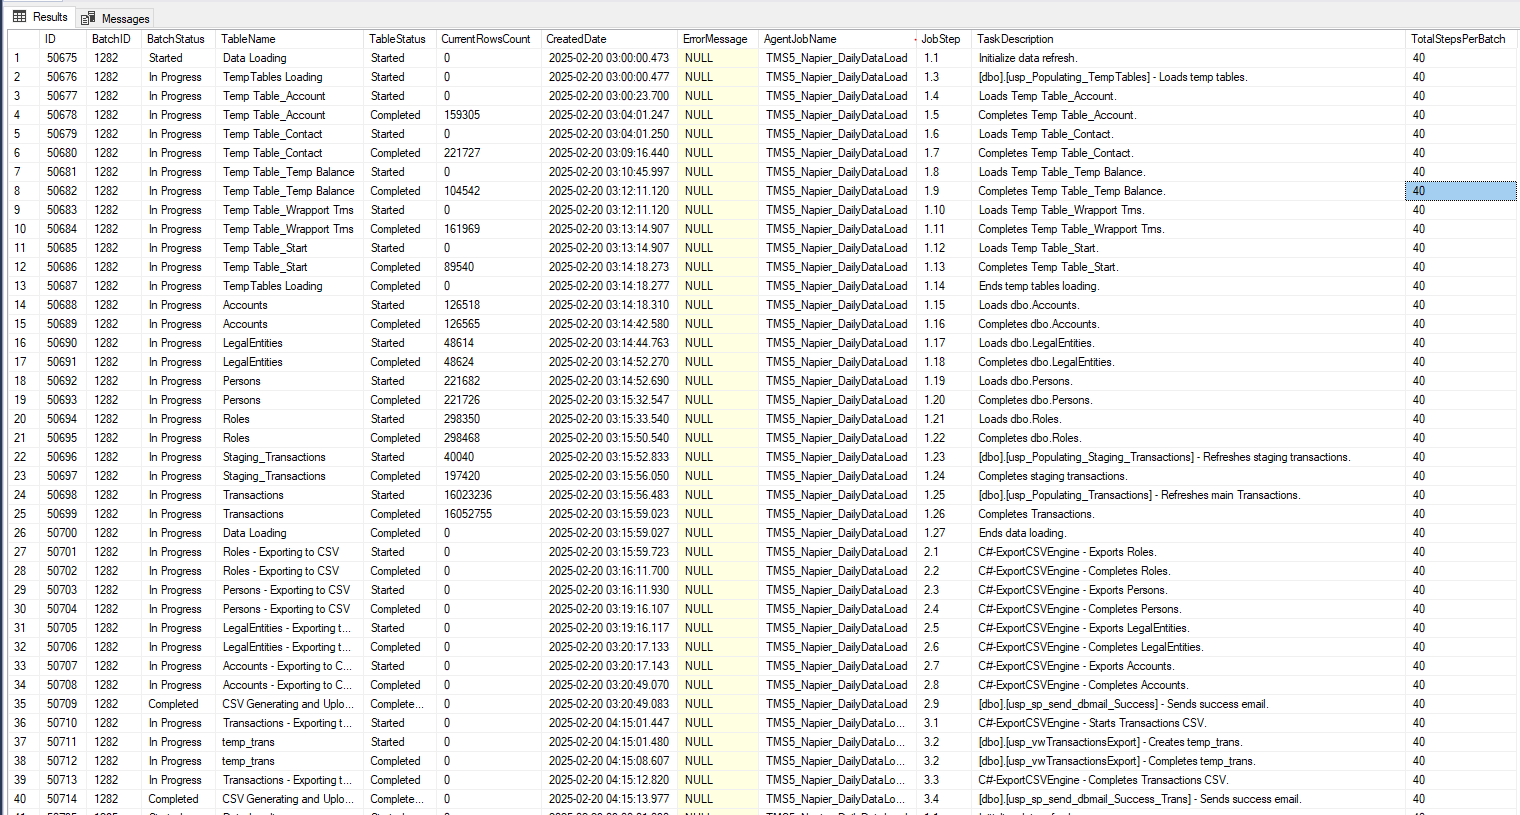 Results Messages
ID BatchID BatchStatus TableName TableStatus CurrentRowsCount CreatedDate ErrorMessage AgentJobName JobStep TaskDescription TotalStepsPerBatch
1 50675 1282 Started Data Loading Started 0 2025-02-20 03:00:00.473 NULL TMS5_Napier_DailyDataLoad 1.1 Initialize data refresh. 40
2 50676 1282 In Progress TempTables Loading Started 0 2025-02-20 03:00:00.477 NULL TMS5_Napier_DailyDataLoad 1.3 [dbo].[usp_Populating_TempTables] - Loads temp tables. 40
3 50677 1282 In Progress Temp Table_Account Started 0 2025-02-20 03:00:23.700 NULL TMS5_Napier_DailyDataLoad 1.4 Loads Temp Table_Account. 40
4 50678 1282 In Progress Temp Table_Account Completed 159305 2025-02-20 03:04:01.247 NULL TMS5_Napier_DailyDataLoad 1.5 Completes Temp Table_Account. 40
5 50679 1282 In Progress Temp Table_Contact Started 0 2025-02-20 03:04:01.250 NULL TMS5_Napier_DailyDataLoad 1.6 Loads Temp Table_Contact. 40
6 50680 1282 In Progress Temp Table_Contact Completed 221727 2025-02-20 03:09:16.440 NULL TMS5_Napier_DailyDataLoad 1.7 Completes Temp Table_Contact. 40
7 50681 1282 In Progress Temp Table_Temp Balance Started 0 2025-02-20 03:10:45.997 NULL TMS5_Napier_DailyDataLoad 1.8 Loads Temp Table_Temp Balance. 40
8 50682 1282 In Progress Temp Table_Temp Balance Completed 104542 2025-02-20 03:12:11.120 NULL TMS5_Napier_DailyDataLoad 1.9 Completes Temp Table_Temp Balance. 40
9 50683 1282 In Progress Temp Table_Wrapport Trns Started 0 2025-02-20 03:12:11.120 NULL TMS5_Napier_DailyDataLoad 1.10 Loads Temp Table_Wrapport Trns. 40
10 50684 1282 In Progress Temp Table_Wrapport Trns Completed 161969 2025-02-20 03:13:14.907 NULL TMS5_Napier_DailyDataLoad 1.11 Completes Temp Table_Wrapport Trns. 40
11 50685 1282 In Progress Temp Table_Start Started 0 2025-02-20 03:13:14.907 NULL TMS5_Napier_DailyDataLoad 1.12 Loads Temp Table_Start. 40
12 50686 1282 In Progress Temp Table_Start Completed 89540 2025-02-20 03:14:18.273 NULL TMS5_Napier_DailyDataLoad 1.13 Completes Temp Table_Start. 40
13 50687 1282 In Progress TempTables Loading Completed 0 2025-02-20 03:14:18.277 NULL TMS5_Napier_DailyDataLoad 1.14 Ends temp tables loading. 40
14 50688 1282 In Progress Accounts Started 126518 2025-02-20 03:14:18.310 NULL TMS5_Napier_DailyDataLoad 1.15 Loads dbo.Accounts. 40
15 50689 1282 In Progress Accounts Completed 126565 2025-02-20 03:14:42.580 NULL TMS5_Napier_DailyDataLoad 1.16 Completes dbo.Accounts. 40
16 50690 1282 In Progress LegalEntities Started 48614 2025-02-20 03:14:44.763 NULL TMS5_Napier_DailyDataLoad 1.17 Loads dbo.LegalEntities. 40
17 50691 1282 In Progress LegalEntities Completed 48624 2025-02-20 03:14:52.270 NULL TMS5_Napier_DailyDataLoad 1.18 Completes dbo.LegalEntities. 40
18 50692 1282 In Progress Persons Started 221682 2025-02-20 03:14:52.690 NULL TMS5_Napier_DailyDataLoad 1.19 Loads dbo.Persons. 40
19 50693 1282 In Progress Persons Completed 221726 2025-02-20 03:15:32.547 NULL TMS5_Napier_DailyDataLoad 1.20 Completes dbo.Persons. 40
20 50694 1282 In Progress Roles Started 298350 2025-02-20 03:15:33.540 NULL TMS5_Napier_DailyDataLoad 1.21 Loads dbo.Roles. 40
21 50695 1282 In Progress Roles Completed 298468 2025-02-20 03:15:50.540 NULL TMS5_Napier_DailyDataLoad 1.22 Completes dbo.Roles. 40
22 50696 1282 In Progress Staging_Transactions Started 40040 2025-02-20 03:15:52.833 NULL TMS5_Napier_DailyDataLoad 1.23 [dbo].[usp_Populating_Staging_Transactions] - Refreshes staging transactions. 40
23 50697 1282 In Progress Staging_Transactions Completed 197420 2025-02-20 03:15:56.050 NULL TMS5_Napier_DailyDataLoad 1.24 Completes staging transactions. 40
24 50698 1282 In Progress Transactions Started 16023236 2025-02-20 03:15:56.483 NULL TMS5_Napier_DailyDataLoad 1.25 [dbo].[usp_Populating_Transactions] - Refreshes main Transactions. 40
25 50699 1282 In Progress Transactions Completed 16052755 2025-02-20 03:15:59.023 NULL TMS5_Napier_DailyDataLoad 1.26 Completes Transactions. 40
26 50700 1282 In Progress Data Loading Completed 0 2025-02-20 03:15:59.027 NULL TMS5_Napier_DailyDataLoad 1.27 Ends data loading. 40
27 50701 1282 In Progress Roles - Exporting to CSV Started 0 2025-02-20 03:15:59.723 NULL TMS5_Napier_DailyDataLoad 2.1 C#-ExportCSVEngine - Exports Roles. 40
28 50702 1282 In Progress Roles - Exporting to CSV Completed 0 2025-02-20 03:16:11.700 NULL TMS5_Napier_DailyDataLoad 2.2 C#-ExportCSVEngine - Completes Roles. 40
29 50703 1282 In Progress Persons - Exporting to CSV Started 0 2025-02-20 03:16:11.930 NULL TMS5_Napier_DailyDataLoad 2.3 C#-ExportCSVEngine - Exports Persons. 40
30 50704 1282 In Progress Persons - Exporting to CSV Completed 0 2025-02-20 03:19:16.107 NULL TMS5_Napier_DailyDataLoad 2.4 C#-ExportCSVEngine - Completes Persons. 40
31 50705 1282 In Progress LegalEntities - Exporting t... Started 0 2025-02-20 03:19:16.117 NULL TMS5_Napier_DailyDataLoad 2.5 C#-ExportCSVEngine - Exports LegalEntities. 40
32 50706 1282 In Progress LegalEntities - Exporting t... Completed 0 2025-02-20 03:20:17.133 NULL TMS5_Napier_DailyDataLoad 2.6 C#-ExportCSVEngine - Completes LegalEntities. 40
33 50707 1282 In Progress Accounts - Exporting to C... Started 0 2025-02-20 03:20:17.143 NULL TMS5_Napier_DailyDataLoad 2.7 C#-ExportCSVEngine - Exports Accounts. 40
34 50708 1282 In Progress Accounts - Exporting to C... Completed 0 2025-02-20 03:20:49.070 NULL TMS5_Napier_DailyDataLoad 2.8 C#-ExportCSVEngine - Completes Accounts. 40
35 50709 1282 Completed CSV Generating and Uplo... Complete... 0 2025-02-20 03:20:49.083 NULL TMS5_Napier_DailyDataLoad 2.9 [dbo].[usp_sp_send_dbmail_Success] - Sends success email. 40
36 50710 1282 In Progress Transactions - Exporting t... Started 0 2025-02-20 04:15:01.447 NULL TMS5_Napier_DailyDataLo... 3.1 C#-ExportCSVEngine - Starts Transactions CSV. 40
37 50711 1282 In Progress temp_trans Started 0 2025-02-20 04:15:01.480 NULL TMS5_Napier_DailyDataLo... 3.2 [dbo].[usp_vwTransactionsExport] - Creates temp_trans. 40
38 50712 1282 In Progress temp_trans Completed 0 2025-02-20 04:15:08.607 NULL TMS5_Napier_DailyDataLo... 3.2 [dbo].[usp_vwTransactionsExport] - Completes temp_trans. 40
39 50713 1282 In Progress Transactions - Exporting t... Completed 0 2025-02-20 04:15:12.820 NULL TMS5_Napier_DailyDataLo... 3.3 C#-ExportCSVEngine - Completes Transactions CSV. 40
40 50714 1282 Completed CSV Generating and Uplo... Complete... 0 2025-02-20 04:15:13.977 NULL TMS5_Napier_DailyDataLo... 3.4 [dbo].[usp_sp_send_dbmail_Success_Trans] - Sends success email. 40